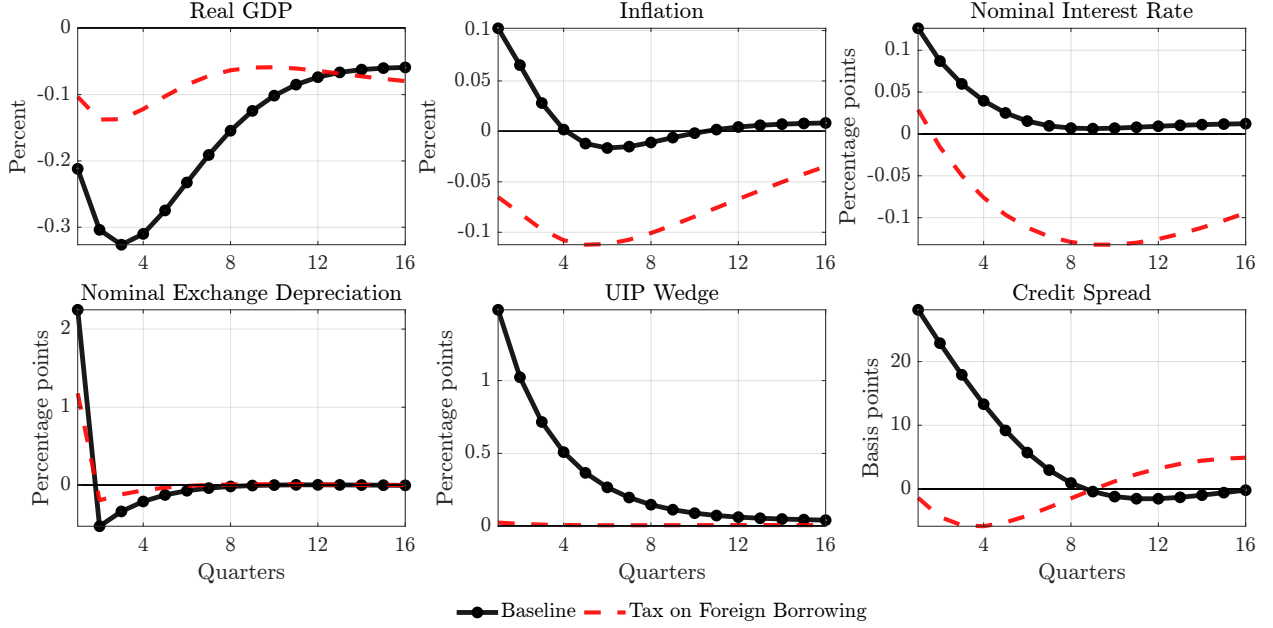 Real GDP
Percent
0
-0.1
-0.2
-0.3
4
8
12
16
Inflation
Percent
0.1
0.05
0
-0.05
-0.1
4
8
12
16
Nominal Interest Rate
Percentage points
0.1
0.05
0
-0.05
-0.1
4
8
12
16
Nominal Exchange Depreciation
Percentage points
2
1
0
4
8
12
16
Quarters
UIP Wedge
Percentage points
1
0.5
0
4
8
12
16
Quarters
Credit Spread
Basis points
20
10
0
4
8
12
16
Quarters
Baseline
Tax on Foreign Borrowing